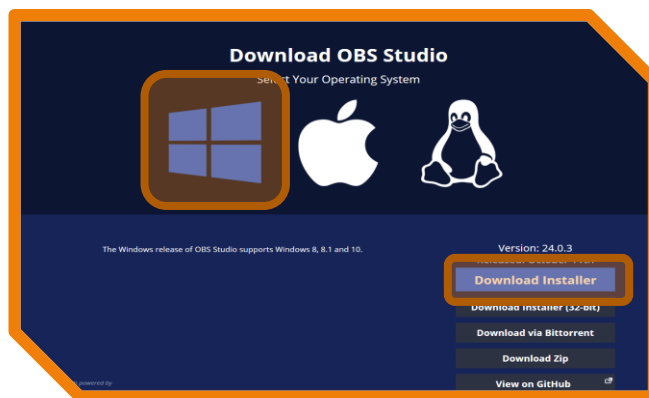 Download OBS Studio
Select Your Operating System
The Windows release of OBS Studio supports Windows 8, 8.1 and 10.
Version: 24.0.3
Download Installer
Download Installer (32-bit)
Download via Bittorrent
Download Zip
View on GitHub
powered by